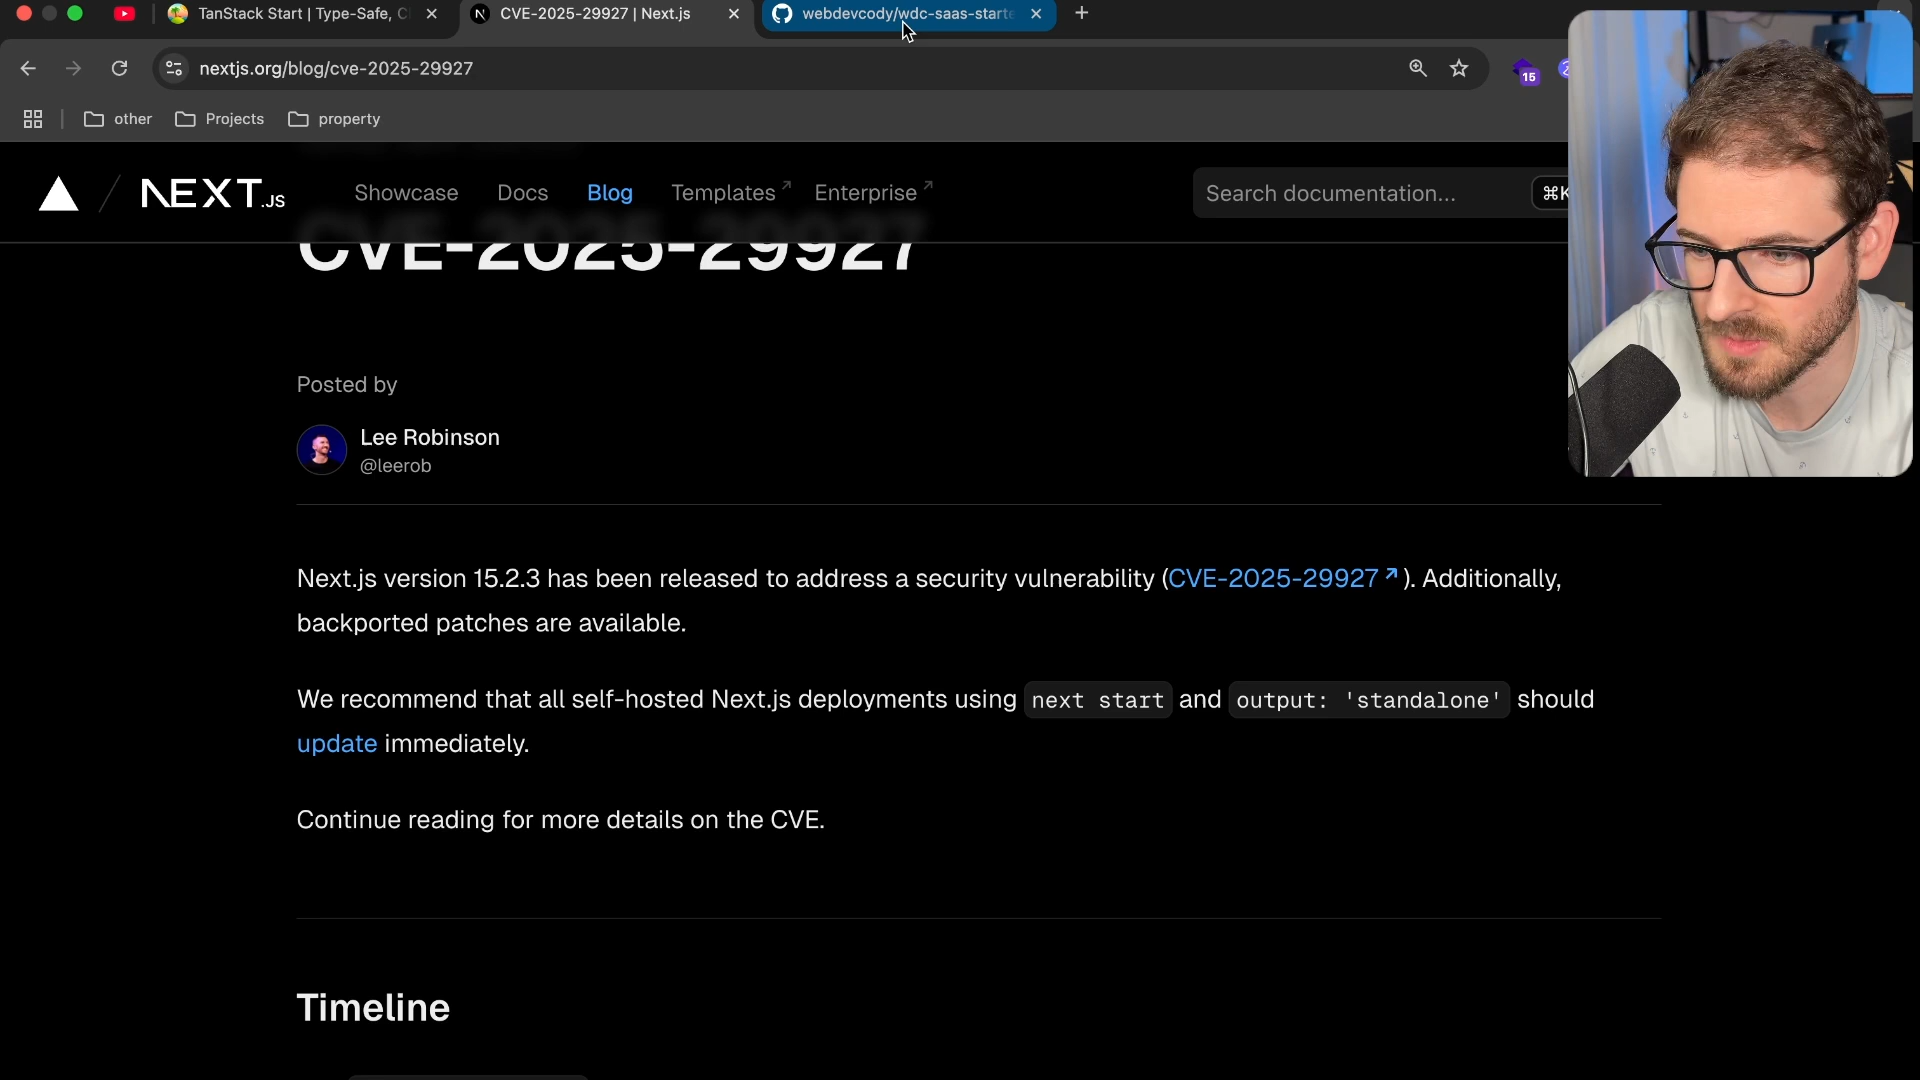 TanStack Start | Type-Safe, C
CVE-2025-29927 | Next.js
webdevcody/wdc-saas-starte
nextjs.org/blog/cve-2025-29927
15
other
Projects
property
NEXT.JS
Showcase
Docs
Blog
Templates
Enterprise
Search documentation...
⌘K
CVE-2025-29927
Posted by
Lee Robinson
@leerob
Next.js version 15.2.3 has been released to address a security vulnerability (CVE-2025-29927). Additionally,
backported patches are available.
We recommend that all self-hosted Next.js deployments using next start and output: 'standalone' should
update immediately.
Continue reading for more details on the CVE.
Timeline